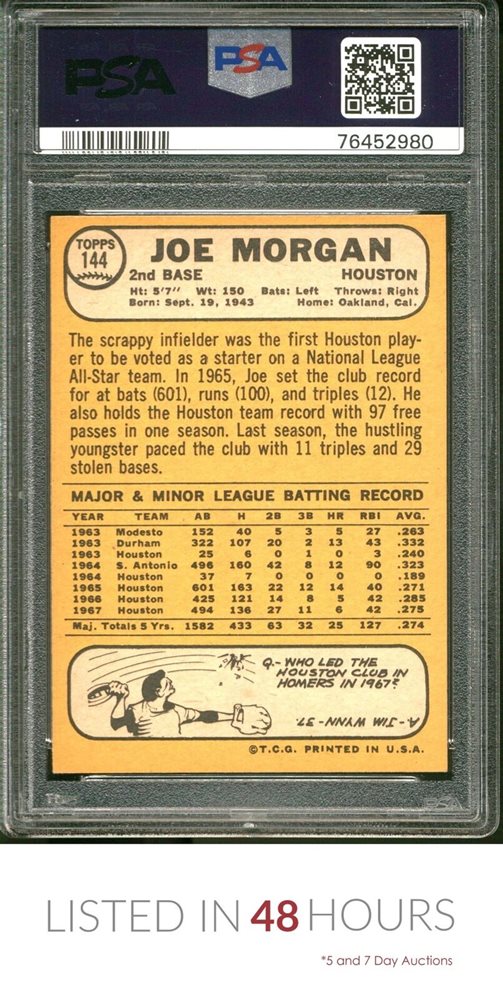 PSA
PSA
76452980
TOPPS
144
JOE MORGAN
2nd BASE HOUSTON
Ht: 5'7" Wt: 150 Bats: Left Throws: Right
Born: Sept. 19, 1943 Home: Oakland, Cal.
The scrappy infielder was the first Houston play-
er to be voted as a starter on a National League
All-Star team. In 1965, Joe set the club record
for at bats (601), runs (100), and triples (12). He
also holds the Houston team record with 97 free
passes in one season. Last season, the hustling
youngster paced the club with 11 triples and 29
stolen bases.
MAJOR & MINOR LEAGUE BATTING RECORD
YEAR TEAM AB H 2B 3B HR RBI AVG.
1963 Modesto 152 40 5 3 5 27 .263
1963 Durham 322 107 20 2 13 43 .332
1963 Houston 25 6 0 1 0 3 .240
1964 S. Antonio 496 160 42 8 12 90 .323
1964 Houston 37 7 0 0 0 0 .189
1965 Houston 601 163 22 12 14 40 .271
1966 Houston 425 121 14 8 5 42 .285
1967 Houston 494 136 27 11 6 42 .275
Maj. Totals 5 Yrs. 1582 433 63 32 25 127 .274
Q.- WHO LED THE
HOUSTON CLUB IN
HOMERS IN 1967?
A - JIM WYNN - 37
©T.C.G. PRINTED IN U.S.A.
PSA
LISTED IN 48 HOURS
*5 and 7 Day Auctions